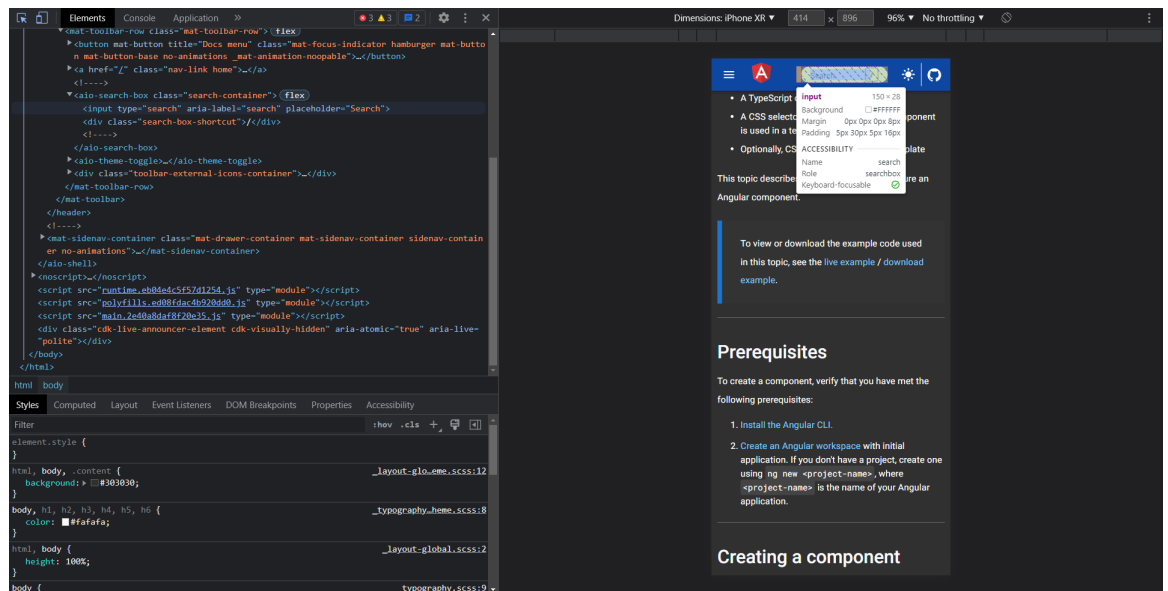 Elements Console Application » 3 3 2
Dimensions: iPhone XR ▼ 414 × 896 96% ▼ No throttling ▼
<mat-toolbar-row class="mat-toolbar-row"> flex
<button mat-button title="Docs menu" class="mat-focus-indicator hamburger mat-butto
n mat-button-base no-animations _mat-animation-noopable">…</button>
<a href="/" class="nav-link home">…</a>
<!---->
<aio-search-box class="search-container"> flex
<input type="search" aria-label="search" placeholder="Search">
<div class="search-box-shortcut">/</div>
<!---->
</aio-search-box>
<aio-theme-toggle>…</aio-theme-toggle>
<div class="toolbar-external-icons-container">…</div>
</mat-toolbar-row>
</mat-toolbar>
</header>
<!---->
<mat-sidenav-container class="mat-drawer-container mat-sidenav-container sidenav-contain
er no-animations">…</mat-sidenav-container>
</aio-shell>
<noscript>…</noscript>
<script src="runtime.eb04e4c5f57d1254.js" type="module"></script>
<script src="polyfills.ed08fdac4b920dd0.js" type="module"></script>
<script src="main.2e40a8daf8f20e35.js" type="module"></script>
<div class="cdk-live-announcer-element cdk-visually-hidden" aria-atomic="true" aria-live=
"polite"></div>
</body>
</html>
html body
Styles Computed Layout Event Listeners DOM Breakpoints Properties Accessibility
Filter :hov .cls +
element.style {
}
html, body, .content { _layout-glo…eme.scss:12
background: #303030;
}
body, h1, h2, h3, h4, h5, h6 { _typography…heme.scss:8
color: #fafafa;
}
html, body { _layout-global.scss:2
height: 100%;
}
body { typography.scss:9
Search
A TypeScript
A CSS selecto ponent
is used in a te
Optionally, CS plate
This topic describe ure an
Angular component.
input 150 × 28
Background #FFFFFF
Margin 0px 0px 0px 8px
Padding 5px 30px 5px 16px
ACCESSIBILITY
Name search
Role searchbox
Keyboard-focusable
To view or download the example code used
in this topic, see the live example / download
example.
Prerequisites
To create a component, verify that you have met the
following prerequisites:
1. Install the Angular CLI.
2. Create an Angular workspace with initial
application. If you don't have a project, create one
using ng new <project-name>, where
<project-name> is the name of your Angular
application.
Creating a component